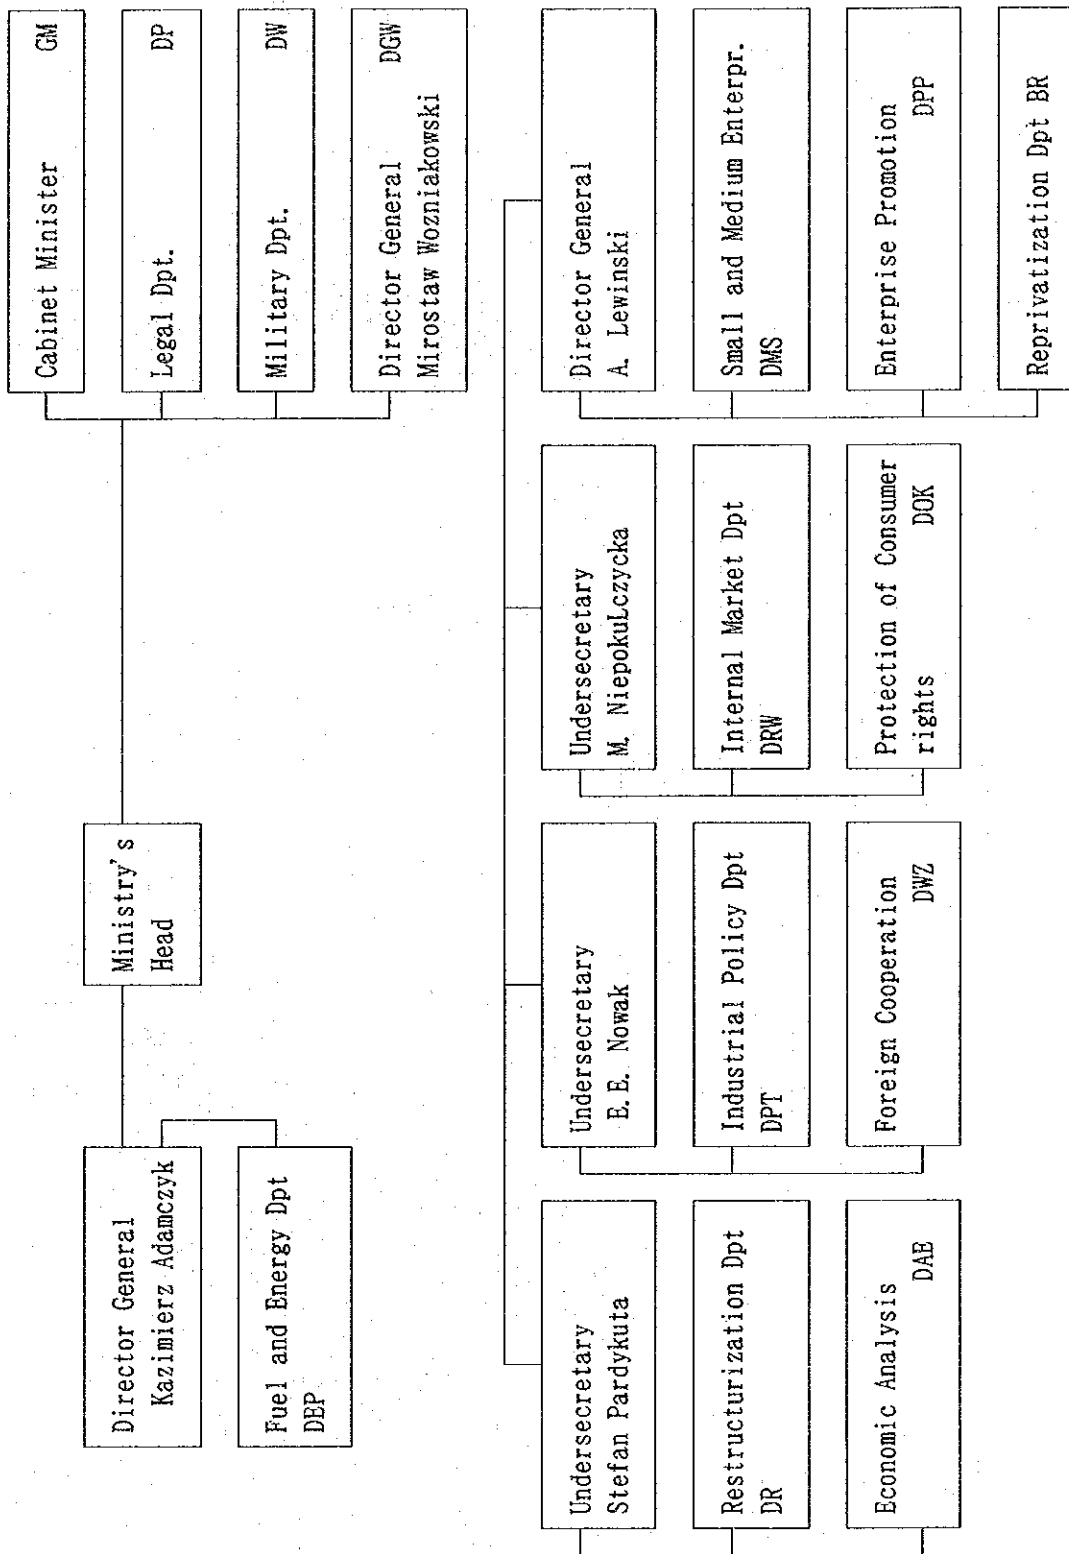 Director General
Kazimierz Adamczyk
Fuel and Energy Dpt
DEP
Ministry's
Head
Cabinet Minister GM
Legal Dpt. DP
Military Dpt. DW
Director General DGW
Mirostaw Wozniakowski
Undersecretary
Stefan Pardykuta
Restructurization Dpt
DR
Economic Analysis
DAE
Undersecretary
E.E. Nowak
Industrial Policy Dpt
DPT
Foreign Cooperation
DWZ
Undersecretary
M. NiepokuLczycka
Internal Market Dpt
DRW
Protection of Consumer
rights DOK
Director General
A. Lewinski
Small and Medium Enterpr.
DMS
Enterprise Promotion
DPP
Reprivatization Dpt BR